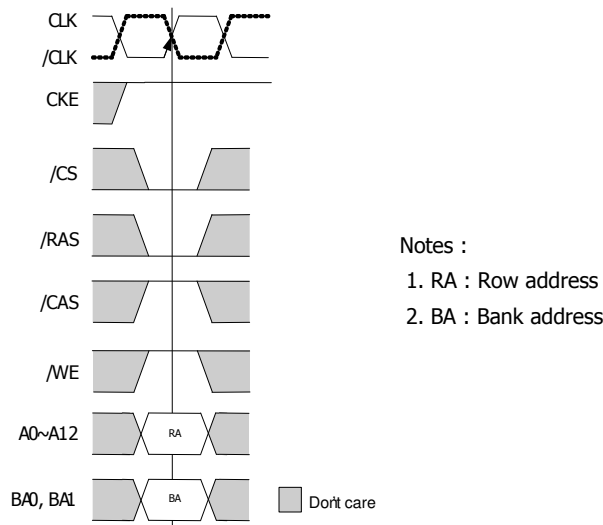 CLK
/CLK
CKE
/CS
/RAS
/CAS
/WE
A0~A12
RA
BA0, BA1
BA
Don't care
Notes :
1. RA : Row address
2. BA : Bank address